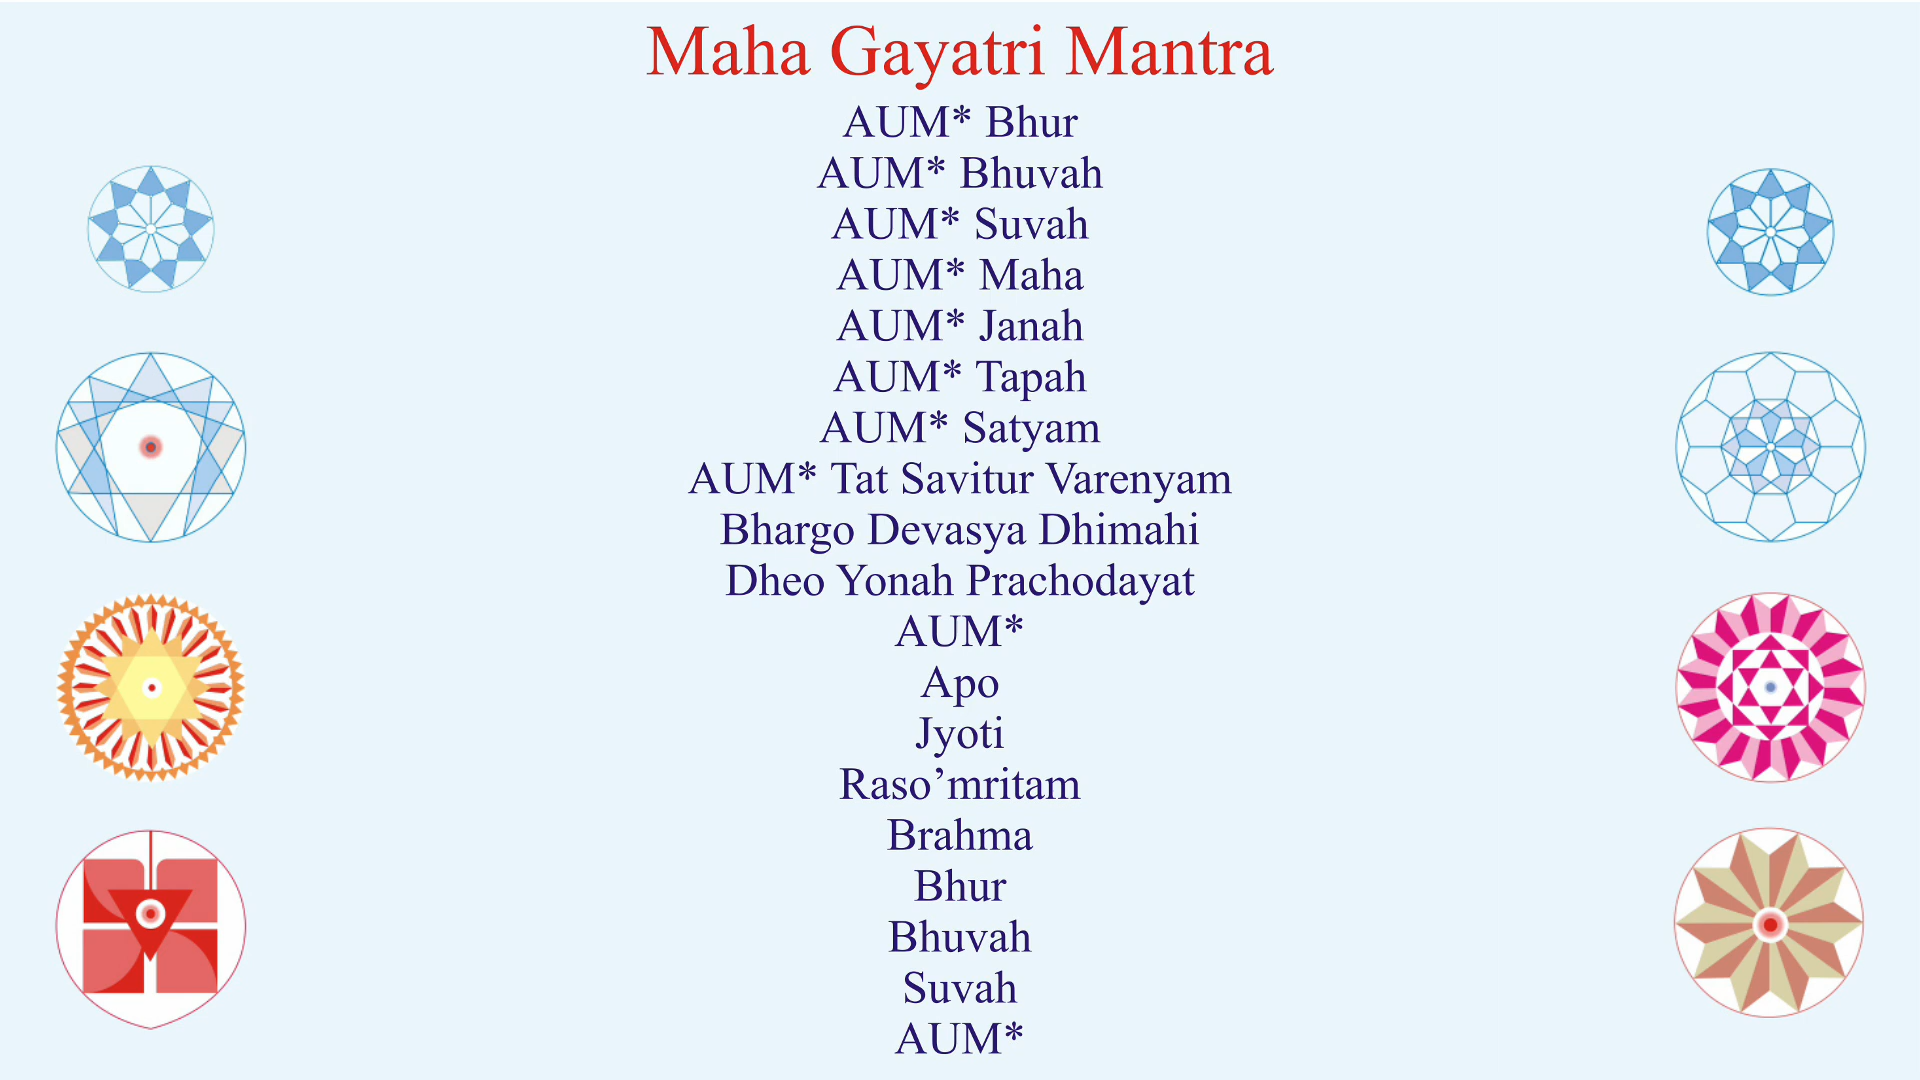 Maha Gayatri Mantra
AUM* Bhur
AUM* Bhuvah
AUM* Suvah
AUM* Maha
AUM* Janah
AUM* Tapah
AUM* Satyam
AUM* Tat Savitur Varenyam
Bhargo Devasya Dhimahi
Dheo Yonah Prachodayat
AUM*
Apo
Jyoti
Raso’mritam
Brahma
Bhur
Bhuvah
Suvah
AUM*